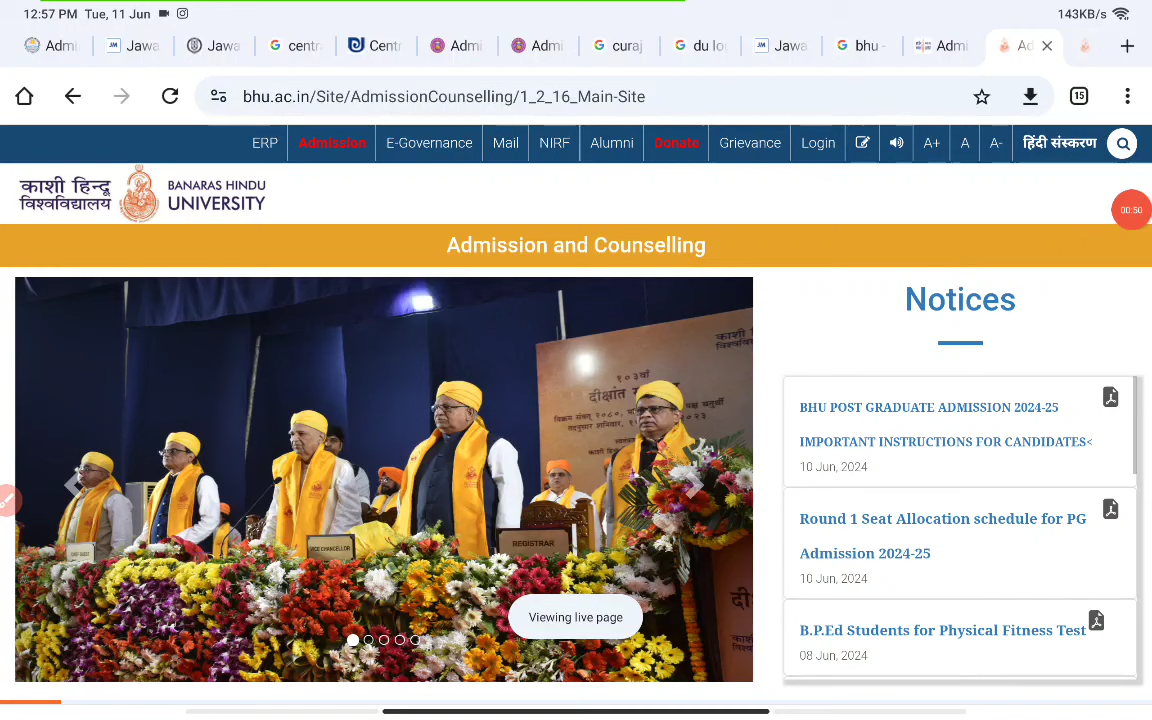 12:57 PM Tue, 11 Jun
143KB/s
Admi
Jawa
Jawa
centr
Centr
Admi
Admi
curaj
du lo
Jawa
bhu -
Admi
Ad
bhu.ac.in/Site/AdmissionCounselling/1_2_16_Main-Site
15
ERP Admission E-Governance Mail NIRF Alumni Donate Grievance Login A+ A A- हिंदी संस्करण
काशी हिन्दू
विश्वविद्यालय
BANARAS HINDU
UNIVERSITY
00:50
Admission and Counselling
Notices
काशी हि
१०३वाँ
दीक्षांत
CHIEF GUEST
VICE CHANCELLOR
REGISTRAR
BHU POST GRADUATE ADMISSION 2024-25
IMPORTANT INSTRUCTIONS FOR CANDIDATES<
10 Jun, 2024
Round 1 Seat Allocation schedule for PG
Admission 2024-25
10 Jun, 2024
B.P.Ed Students for Physical Fitness Test
08 Jun, 2024
Viewing live page